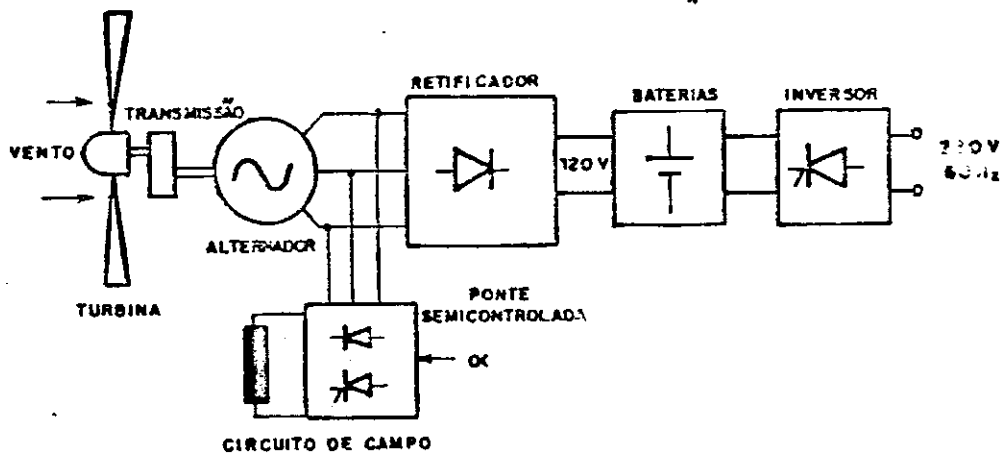 RETIFICADOR
BATERIAS
INVERSOR
TRANSMISSÃO
VENTO
120 V
ALTERNADOR
TURBINA
PONTE
SEMICONTROLADA
α
CIRCUITO DE CAMPO